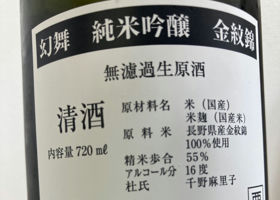 幻舞 純米吟醸 金紋錦
無濾過生原酒
清酒
内容量 720 ㎖
原材料名 米（国産）
米麹（国産米）
原料米 長野県産金紋錦
100％使用
精米歩合 55％
アルコール分 16度
杜氏 千野麻里子